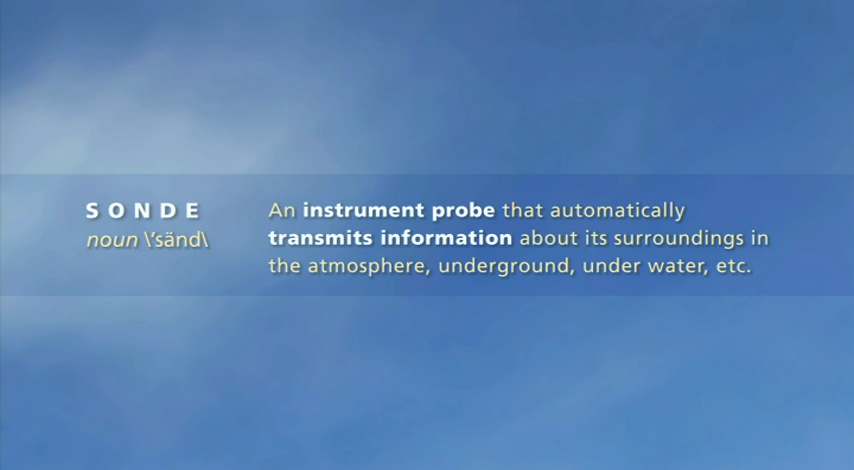 SONDE
noun \'sänd\
An instrument probe that automatically
transmits information about its surroundings in
the atmosphere, underground, under water, etc.